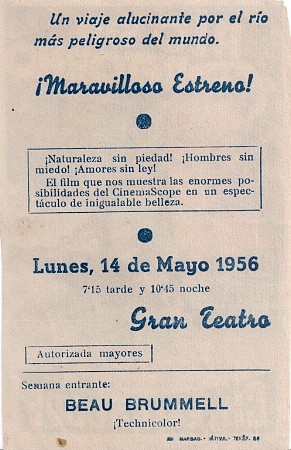 Un viaje alucinante por el río
más peligroso del mundo.
¡Maravilloso Estreno!
¡Naturaleza sin piedad! ¡Hombres sin
miedo! ¡Amores sin ley!
El film que nos muestra las enormes po-
sibilidades del CinemaScope en un espec-
táculo de inigualable belleza.
Lunes, 14 de Mayo 1956
7'15 tarde y 10'45 noche
Gran Teatro
Autorizada mayores
Semana entrante:
BEAU BRUMMELL
¡Technicolor!
JÁTIVA.- TELÉF.